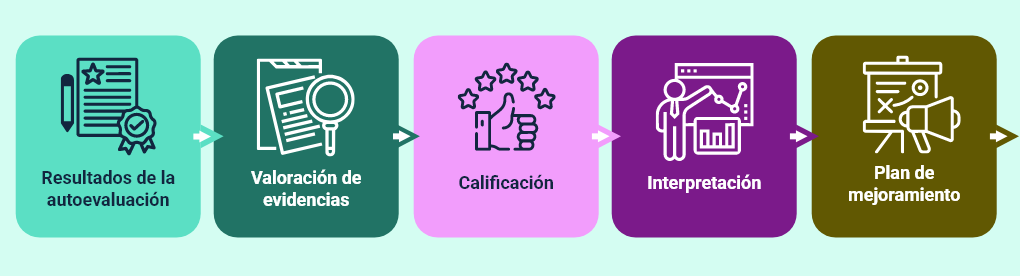 Resultados de la
autoevaluación
Valoración de
evidencias
Calificación
Interpretación
Plan de
mejoramiento